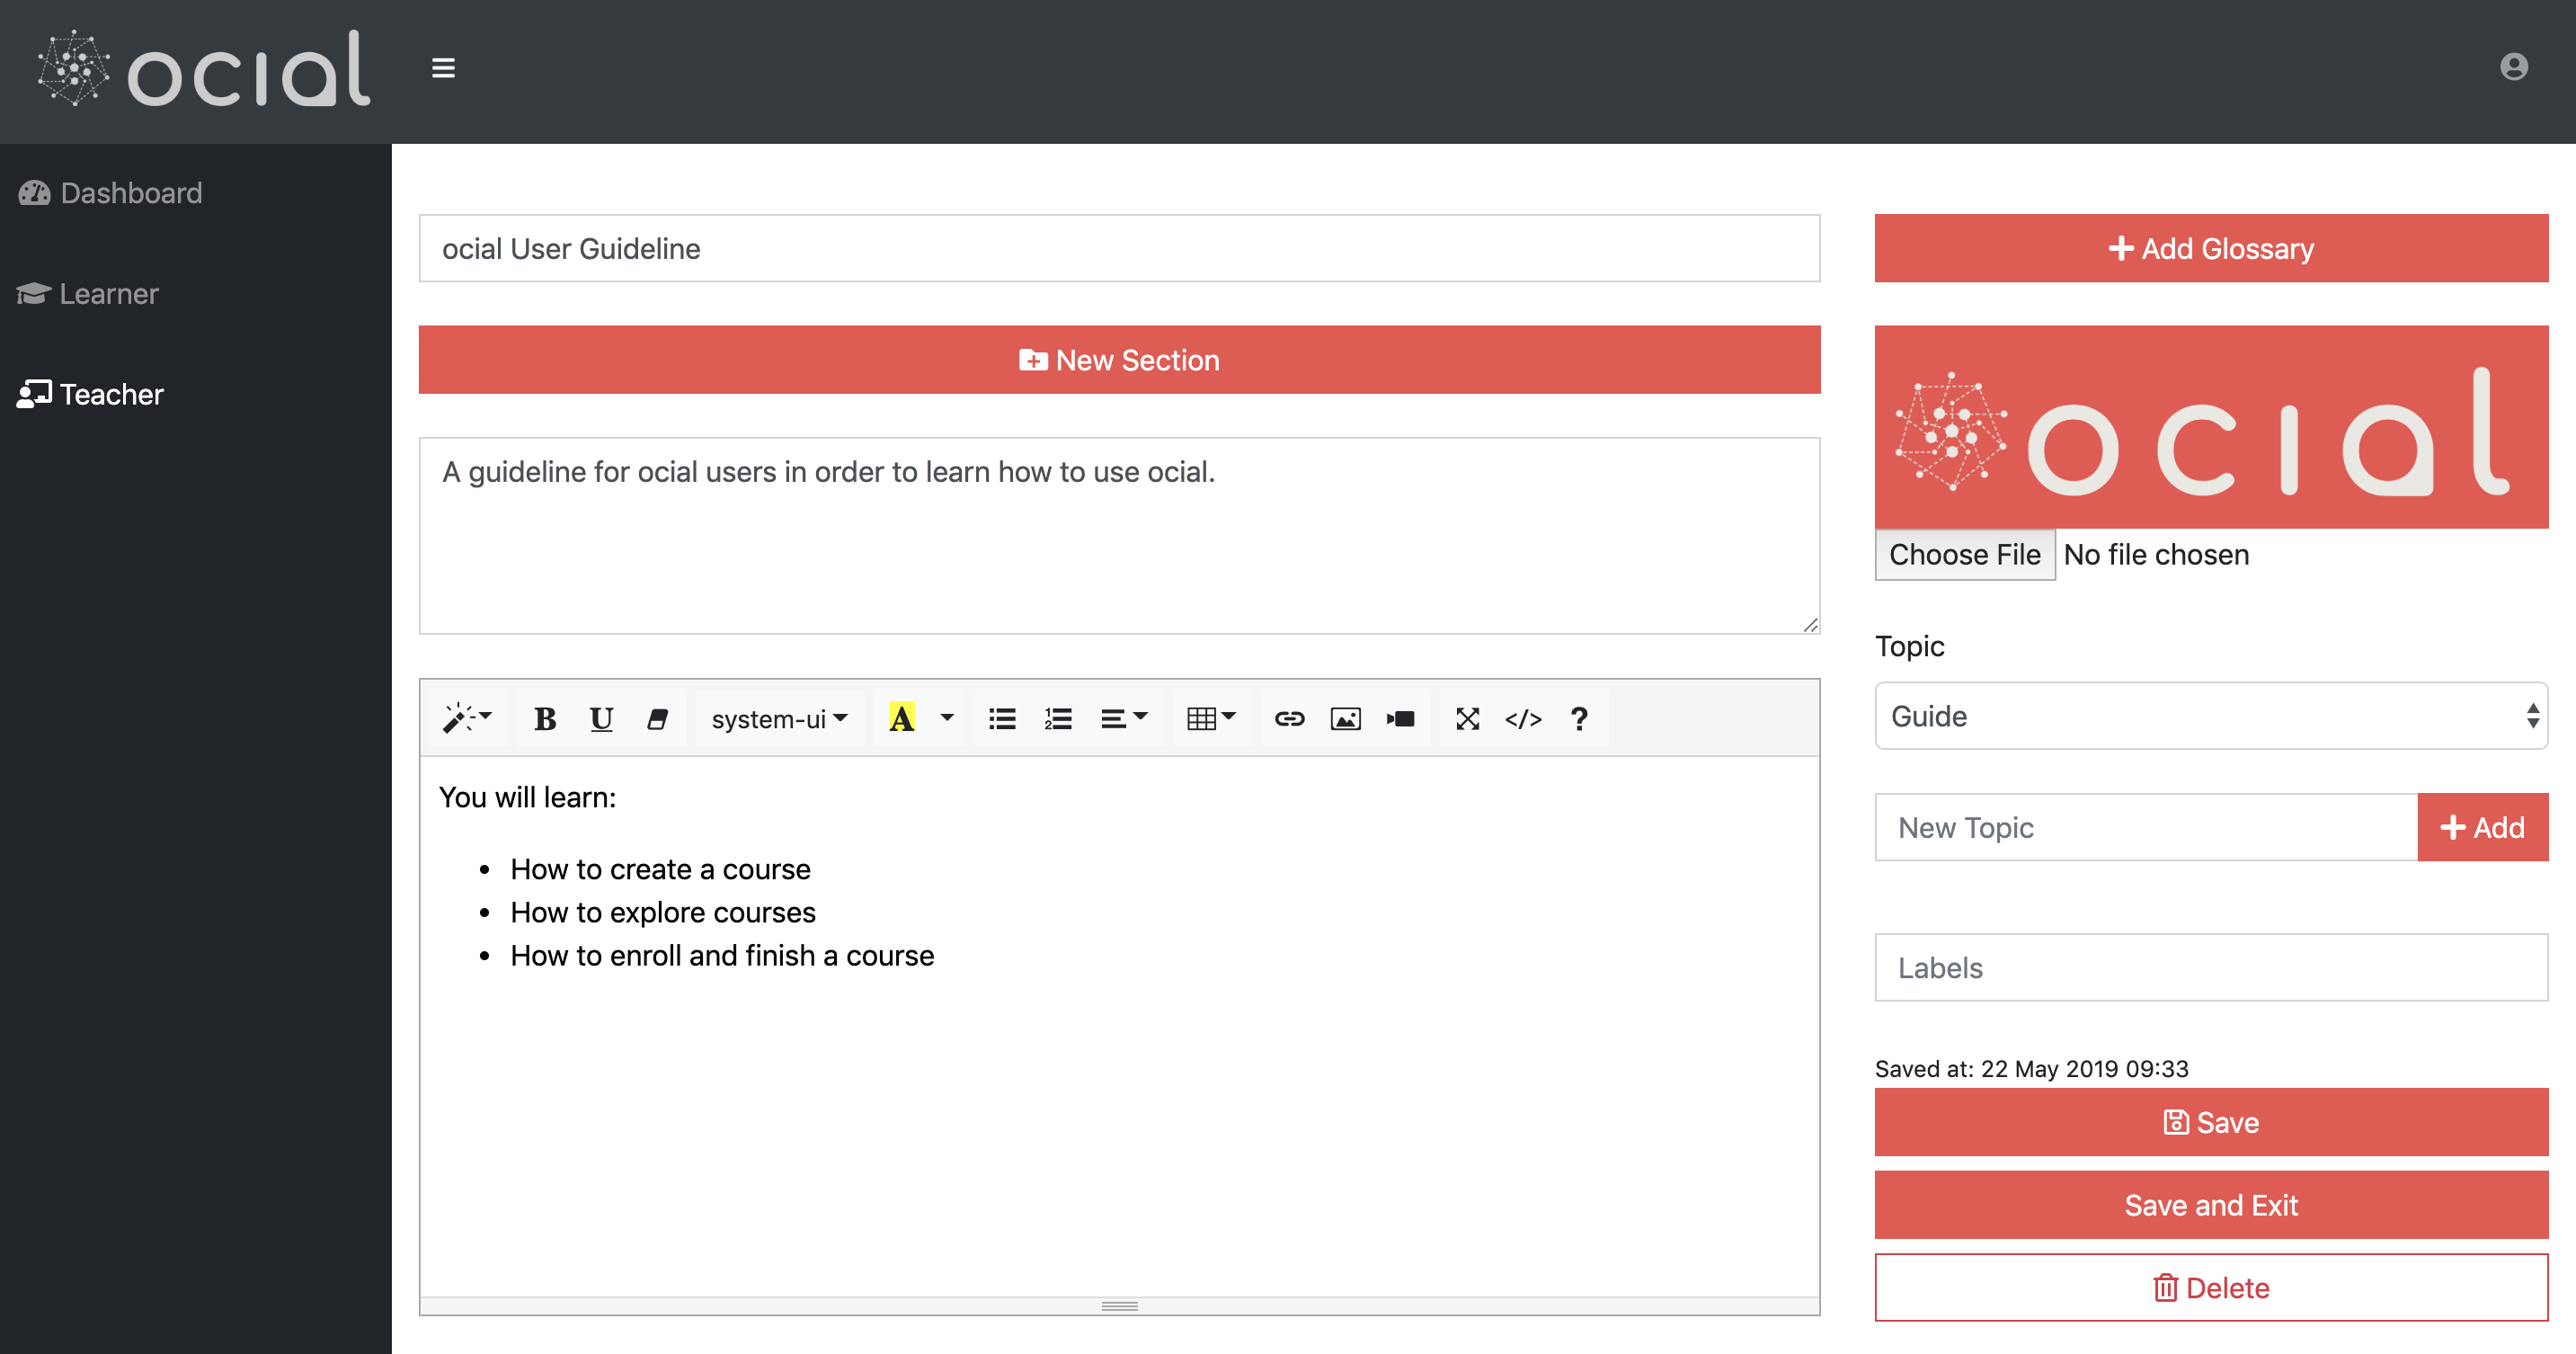 ocial
Dashboard
Learner
Teacher
ocial User Guideline
New Section
A guideline for ocial users in order to learn how to use ocial.
B U system-ui A </> ?
You will learn:
• How to create a course
• How to explore courses
• How to enroll and finish a course
Add Glossary
ocial
Choose File No file chosen
Topic
Guide
New Topic Add
Labels
Saved at: 22 May 2019 09:33
Save
Save and Exit
Delete